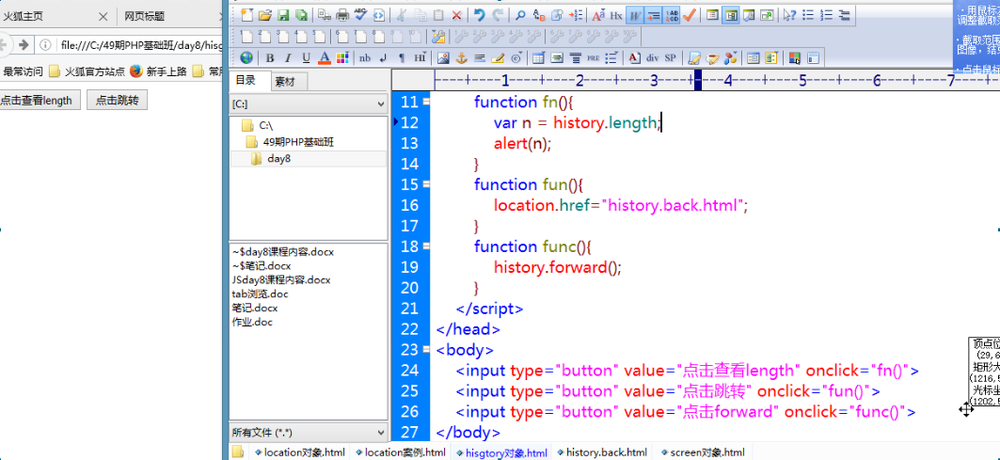 火狐主页
网页标题
file:///C:/49期PHP基础班/day8/hisg
最常访问 火狐官方站点 新手上路 常用
点击查看length 点击跳转
目录 素材
[C:]
C:\
49期PHP基础班
day8
~$day8课程内容.docx
~$笔记.docx
JSday8课程内容.docx
tab浏览.doc
笔记.docx
作业.doc
所有文件 (*.*)
B I U A nb ¶ HI PRE A div SP
----+----1----+----2----+----3----+----4----+----5----+----6----+----7--
11 function fn(){
12 var n = history.length;
13 alert(n);
14 }
15 function fun(){
16 location.href="history.back.html";
17 }
18 function func(){
19 history.forward();
20 }
21 </script>
22 </head>
23 <body>
24 <input type="button" value="点击查看length" onclick="fn()">
25 <input type="button" value="点击跳转" onclick="fun()">
26 <input type="button" value="点击forward" onclick="func()">
27 </body>
location对象.html location案例.html hisgtory对象.html history.back.html screen对象.html
· 用鼠标左
调整截取范
· 截取范围
图像，结束
· 点击鼠标
顶点位
(29,6
矩形大
(1216,5
光标坐
(1202,5